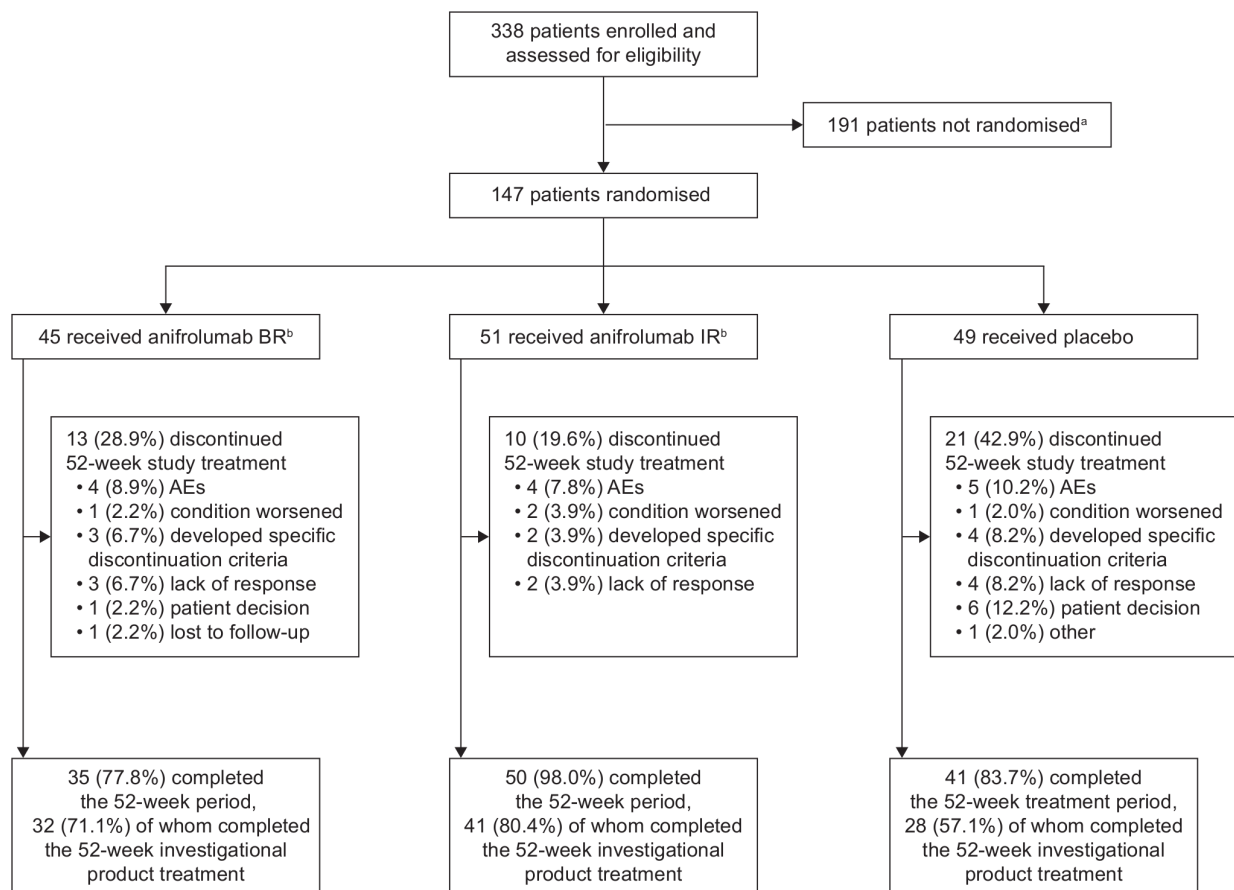 338 patients enrolled and
assessed for eligibility
191 patients not randomisedᵃ
147 patients randomised
45 received anifrolumab BRᵇ
51 received anifrolumab IRᵇ
49 received placebo
13 (28.9%) discontinued
52-week study treatment
• 4 (8.9%) AEs
• 1 (2.2%) condition worsened
• 3 (6.7%) developed specific
discontinuation criteria
• 3 (6.7%) lack of response
• 1 (2.2%) patient decision
• 1 (2.2%) lost to follow-up
10 (19.6%) discontinued
52-week study treatment
• 4 (7.8%) AEs
• 2 (3.9%) condition worsened
• 2 (3.9%) developed specific
discontinuation criteria
• 2 (3.9%) lack of response
21 (42.9%) discontinued
52-week study treatment
• 5 (10.2%) AEs
• 1 (2.0%) condition worsened
• 4 (8.2%) developed specific
discontinuation criteria
• 4 (8.2%) lack of response
• 6 (12.2%) patient decision
• 1 (2.0%) other
35 (77.8%) completed
the 52-week period,
32 (71.1%) of whom completed
the 52-week investigational
product treatment
50 (98.0%) completed
the 52-week period,
41 (80.4%) of whom completed
the 52-week investigational
product treatment
41 (83.7%) completed
the 52-week treatment period,
28 (57.1%) of whom completed
the 52-week investigational
product treatment